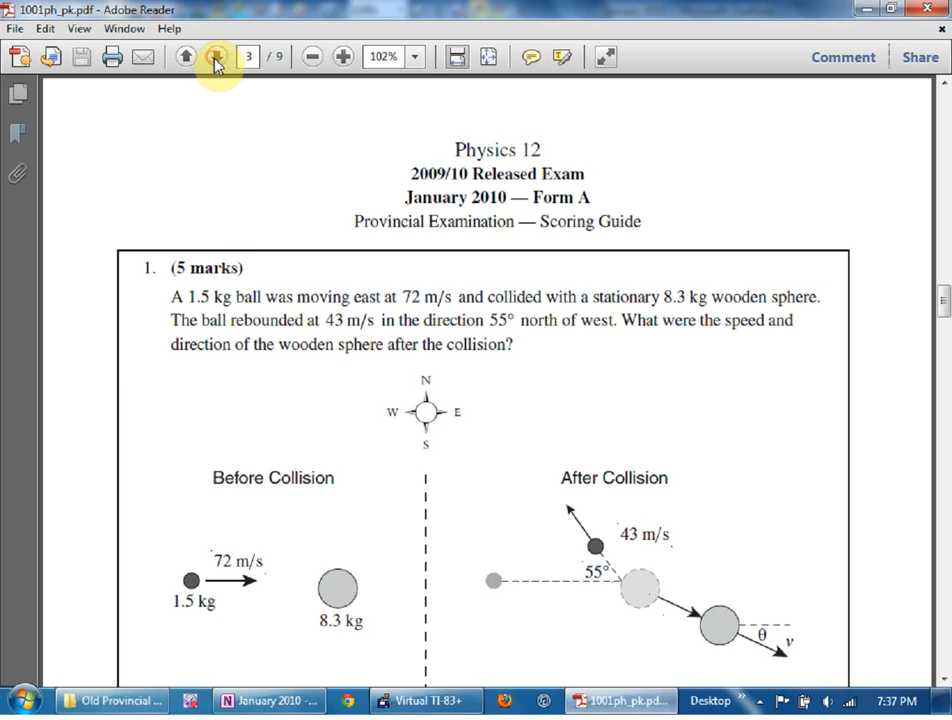 1001ph_pk.pdf - Adobe Reader
File Edit View Window Help
3 / 9 102% Comment Share
Physics 12
2009/10 Released Exam
January 2010 — Form A
Provincial Examination — Scoring Guide
1. (5 marks)
A 1.5 kg ball was moving east at 72 m/s and collided with a stationary 8.3 kg wooden sphere.
The ball rebounded at 43 m/s in the direction 55° north of west. What were the speed and
direction of the wooden sphere after the collision?
N
W E
S
Before Collision After Collision
43 m/s
72 m/s
55°
1.5 kg
8.3 kg
θ v
Old Provincial ... January 2010 -... Virtual TI-83+ 1001ph_pk.pd... Desktop 7:37 PM